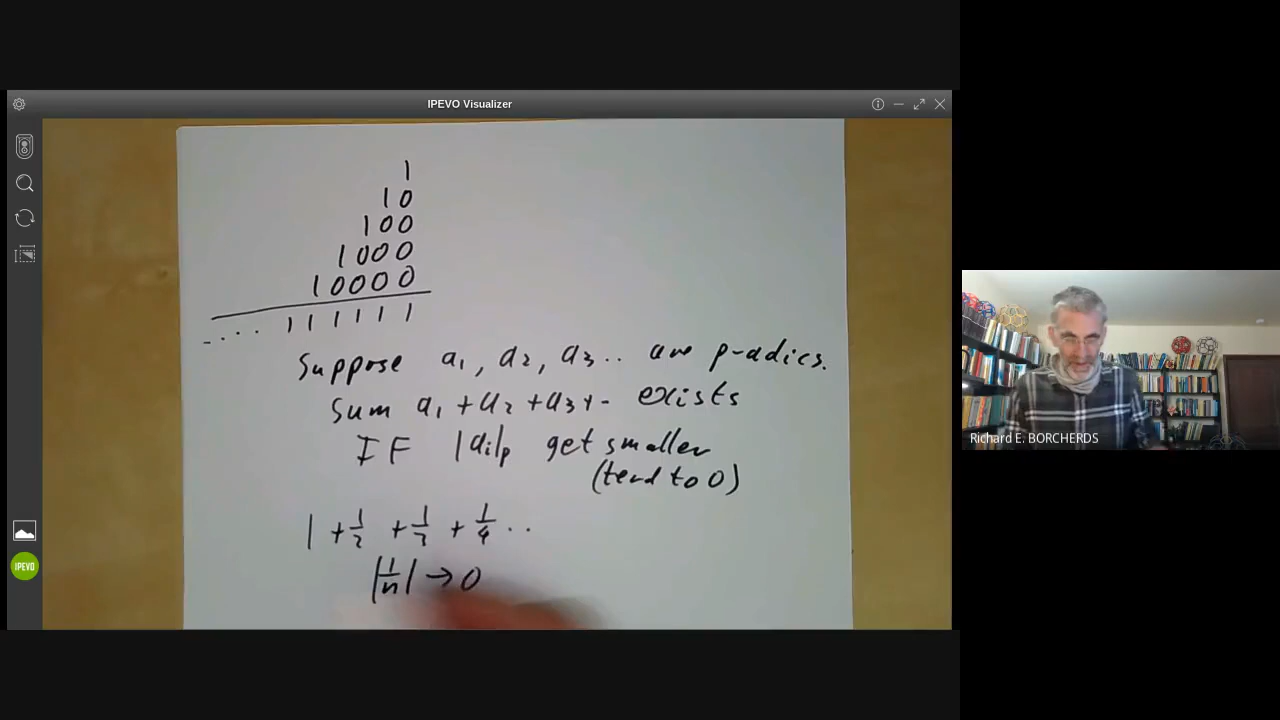 IPEVO Visualizer
1
10
100
1000
10000
.... 111111
Suppose a₁, a₂, a₃.. are p-adics.
Sum a₁ + a₂ + a₃ + - exists
IF |aᵢ|p get smaller
(tend to 0)
1 + 1/2 + 1/3 + 1/4 ..
|1/n| → 0
IPEVO
Richard E. BORCHERDS